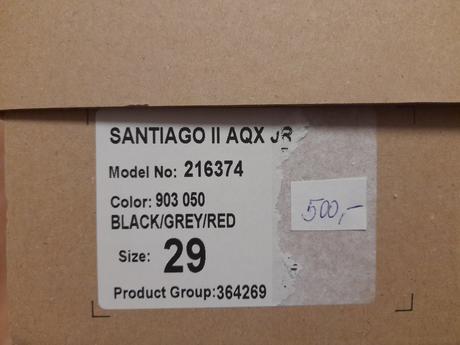 SANTIAGO II AQX JR
Model No: 216374
Color: 903 050
BLACK/GREY/RED
Size: 29
Product Group:364269
500,-